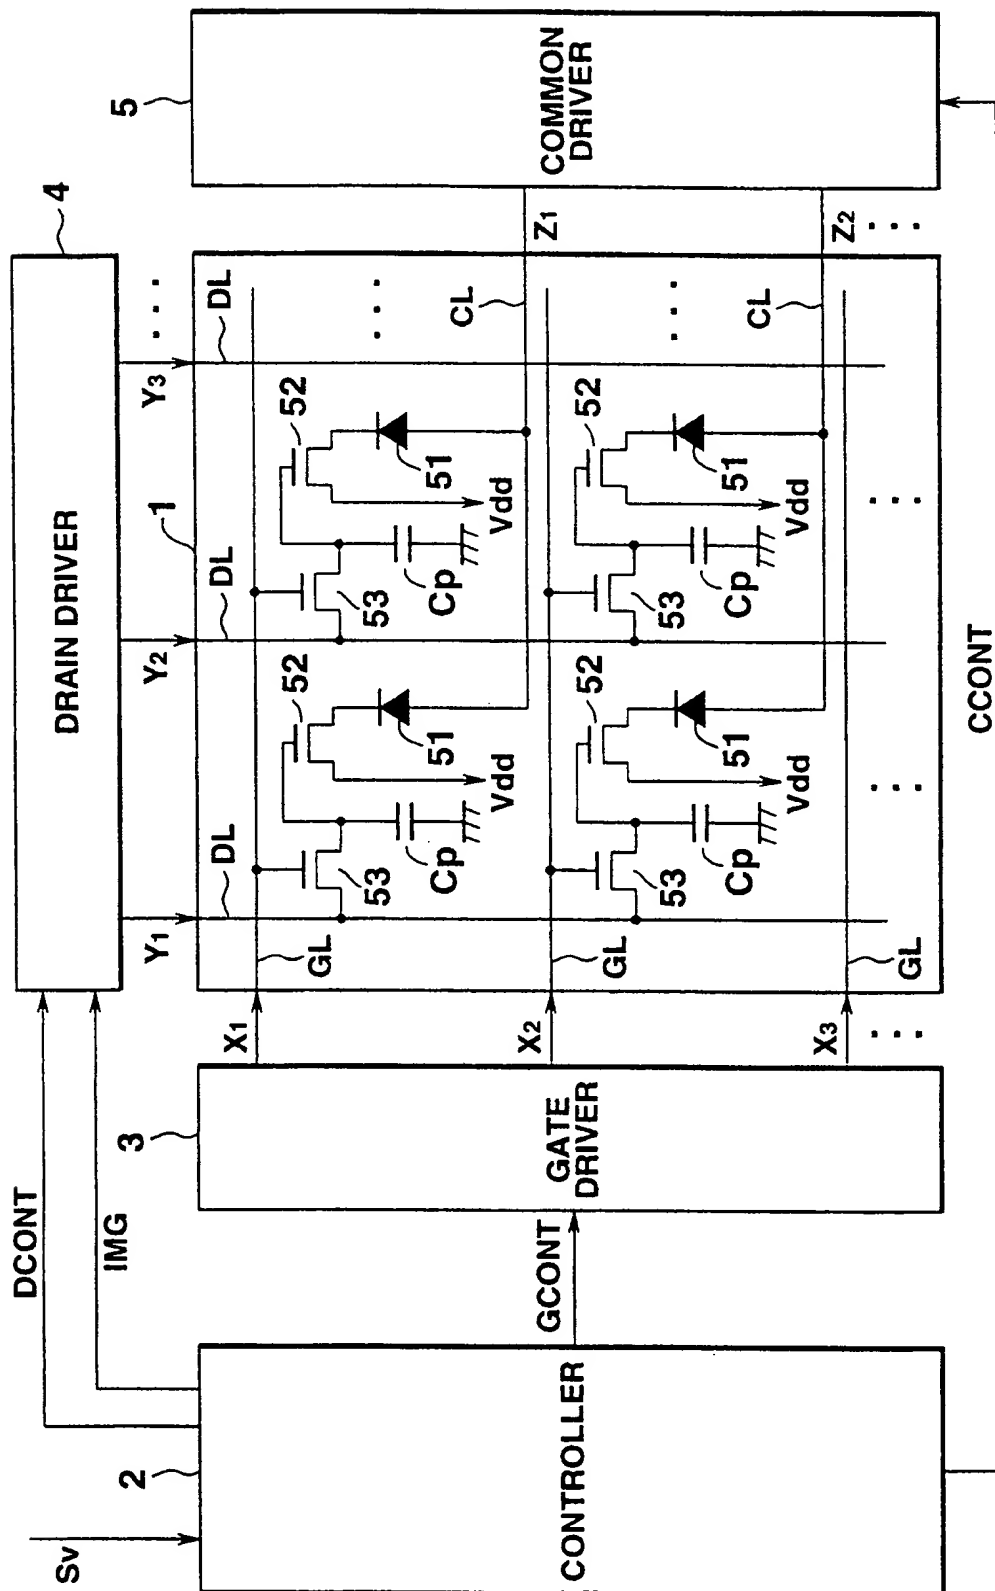 Sv
2
CONTROLLER
DCONT
IMG
GCONT
3
GATE
DRIVER
4
DRAIN DRIVER
Y1
Y2
Y3
...
DL
DL
DL
1
X1
X2
X3
...
GL
GL
GL
53
Cp
52
51
Vdd
53
Cp
52
51
Vdd
...
53
Cp
52
51
Vdd
53
Cp
52
51
Vdd
...
...
...
CL
CL
Z1
Z2
...
5
COMMON
DRIVER
CCONT